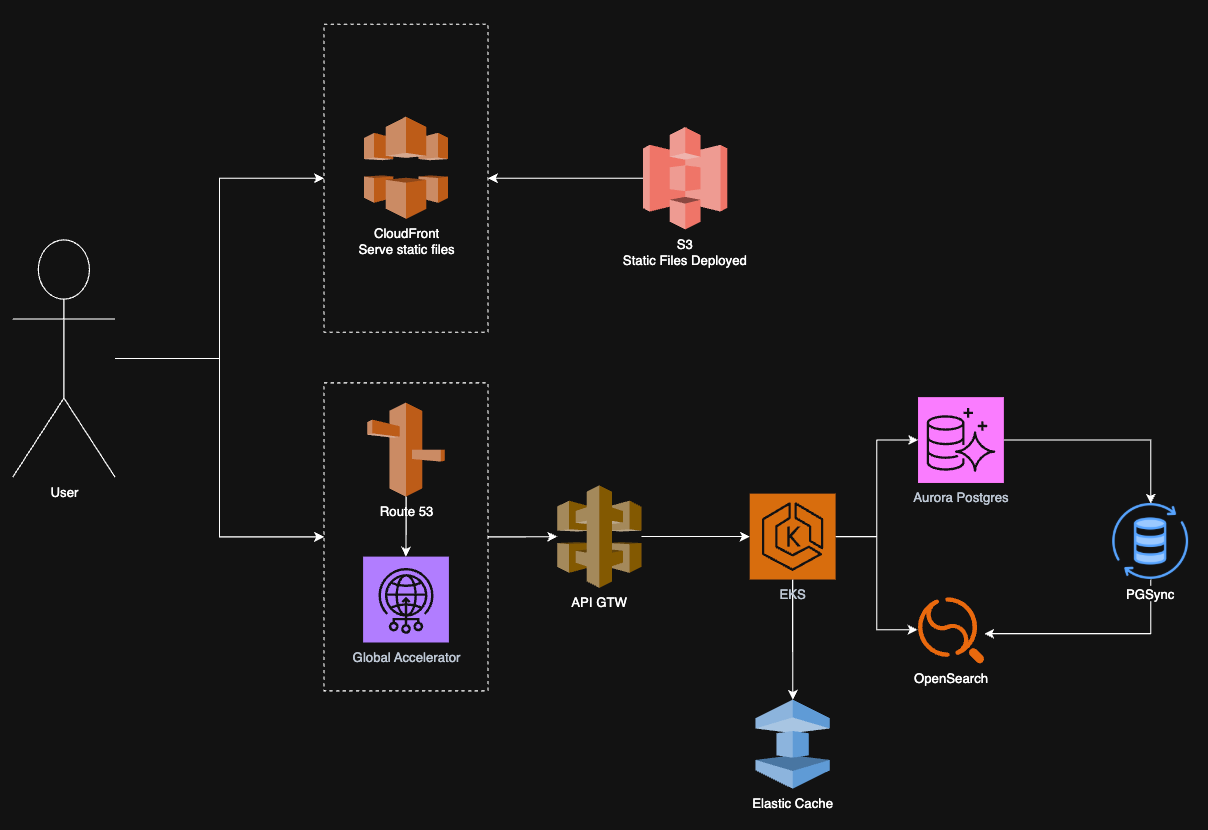 CloudFront
Serve static files
S3
Static Files Deployed
User
Route 53
Global Accelerator
API GTW
K
EKS
Aurora Postgres
PGSync
OpenSearch
Elastic Cache